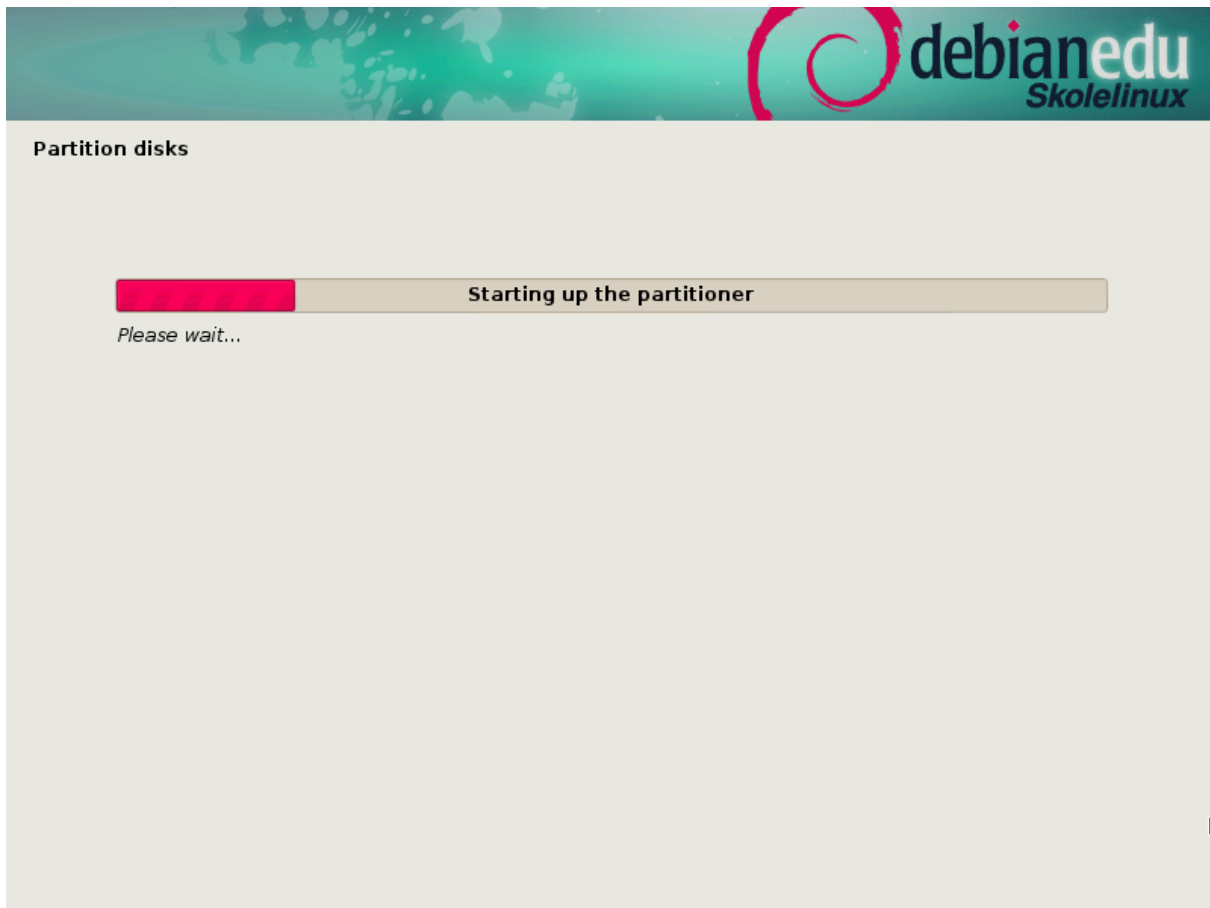 debianedu
Skolelinux
Partition disks
Starting up the partitioner
Please wait...